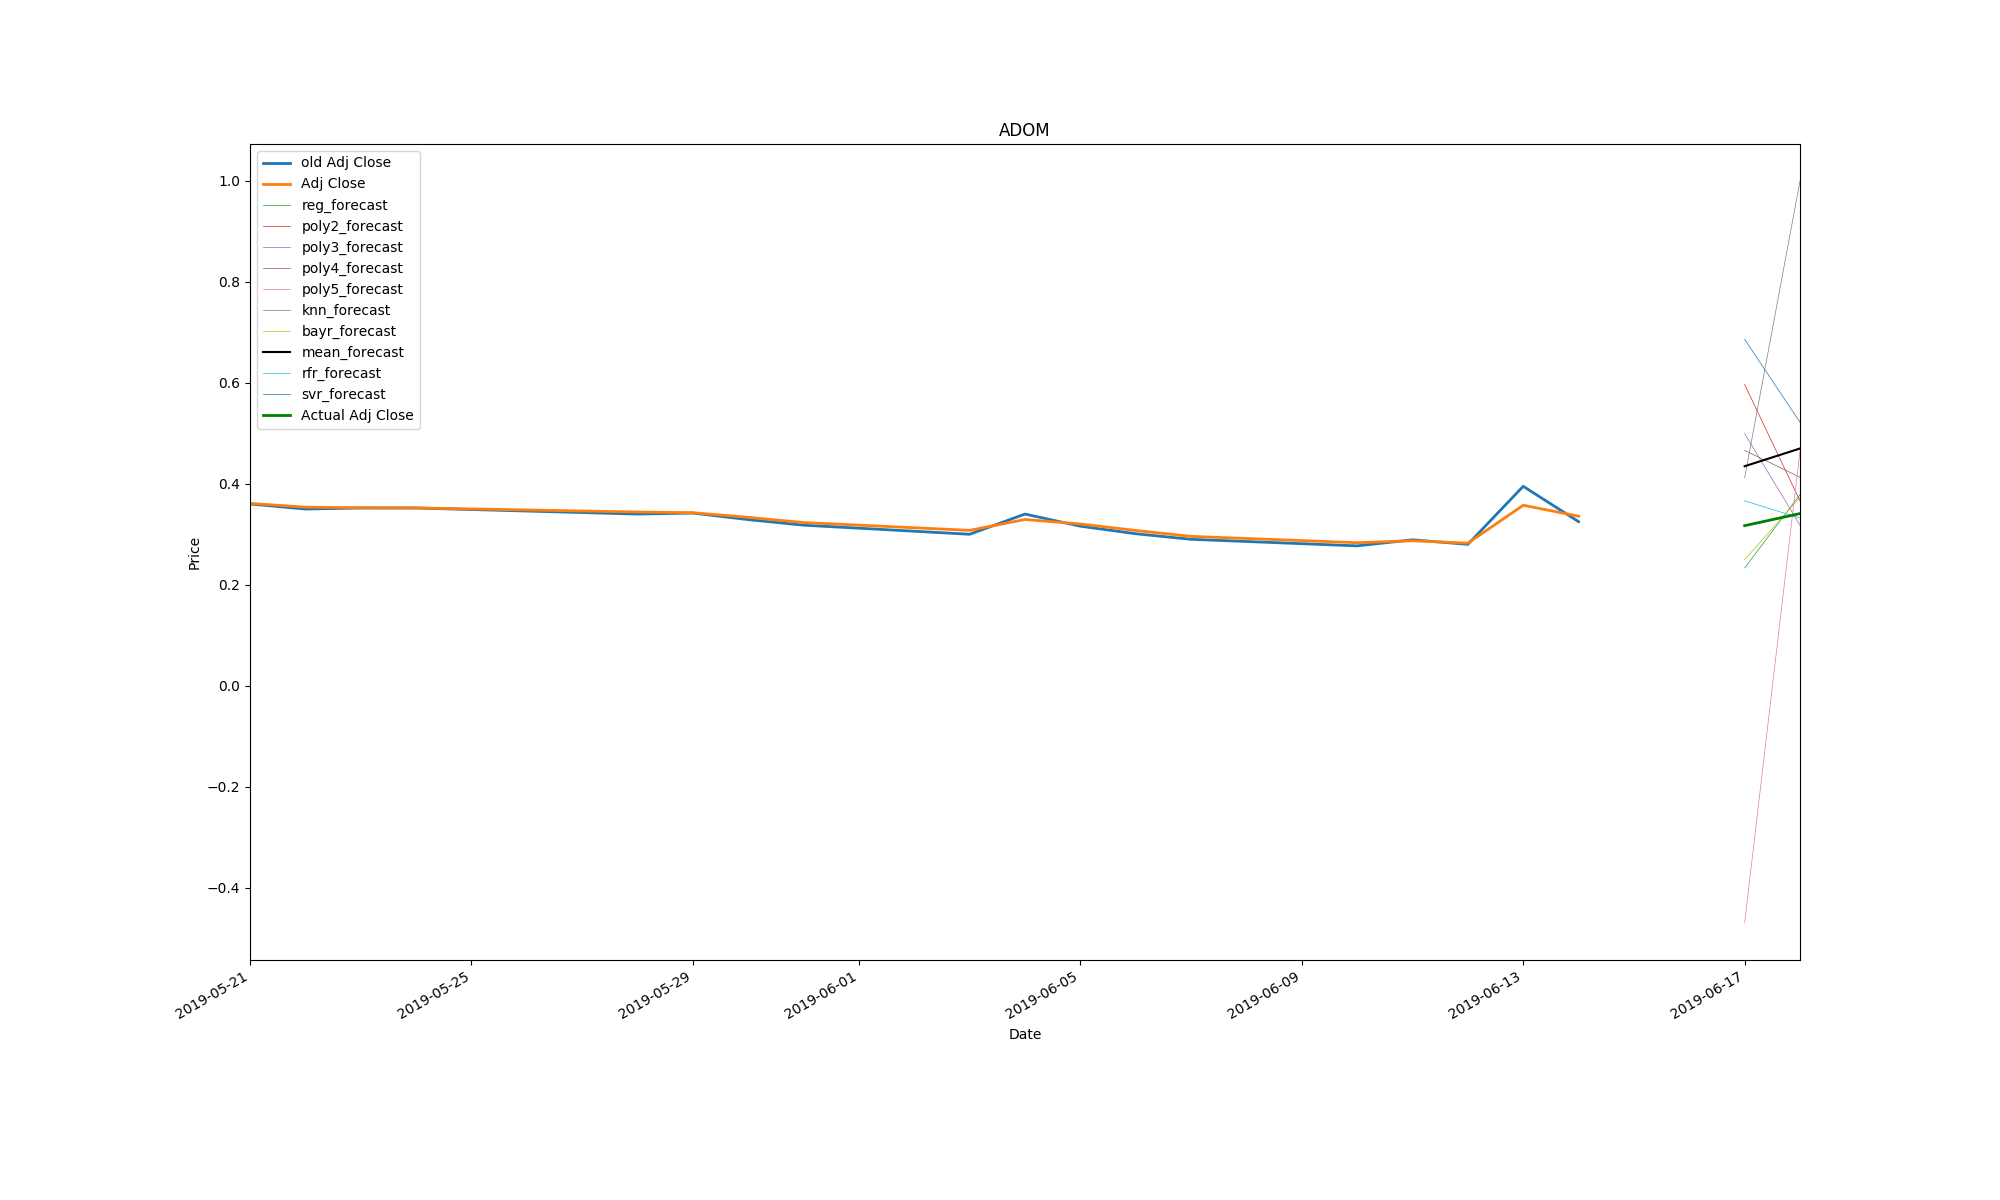 ADOM
old Adj Close
Adj Close
reg_forecast
poly2_forecast
poly3_forecast
poly4_forecast
poly5_forecast
knn_forecast
bayr_forecast
mean_forecast
rfr_forecast
svr_forecast
Actual Adj Close
1.0
0.8
0.6
0.4
0.2
0.0
−0.2
−0.4
Price
2019-05-21
2019-05-25
2019-05-29
2019-06-01
2019-06-05
2019-06-09
2019-06-13
2019-06-17
Date